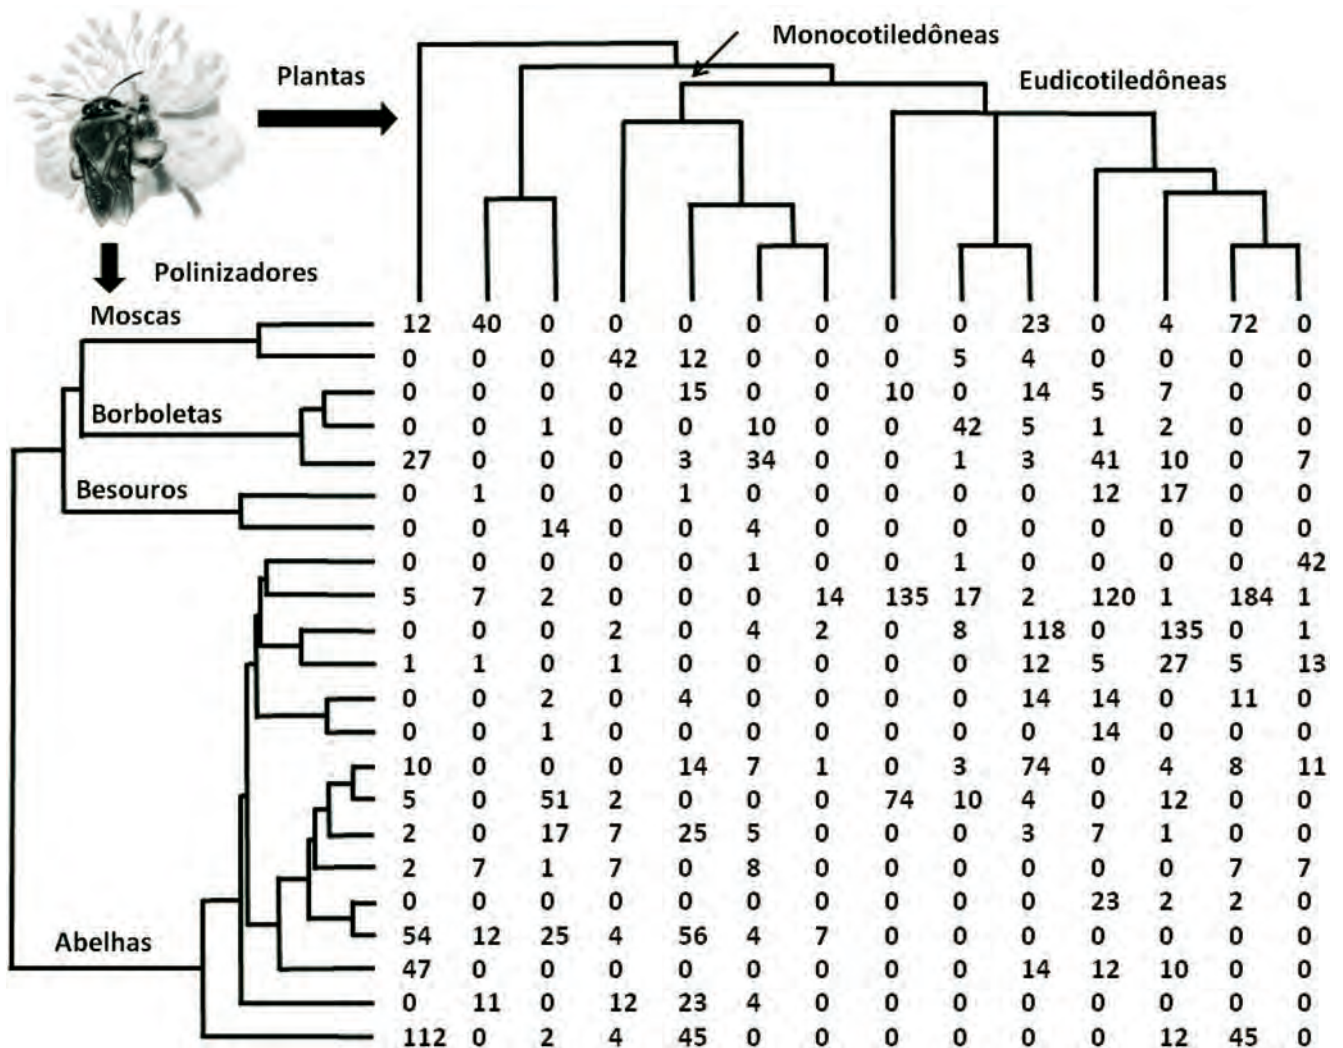 Monocotiledôneas
Plantas
Eudicotiledôneas
Polinizadores
Moscas
12 40 0 0 0 0 0 0 0 23 0 4 72 0
0 0 0 42 12 0 0 0 5 4 0 0 0 0
0 0 0 0 15 0 0 10 0 14 5 7 0 0
Borboletas
0 0 1 0 0 10 0 0 42 5 1 2 0 0
27 0 0 0 3 34 0 0 1 3 41 10 0 7
Besouros
0 1 0 0 1 0 0 0 0 0 12 17 0 0
0 0 14 0 0 4 0 0 0 0 0 0 0 0
0 0 0 0 0 1 0 0 1 0 0 0 0 42
5 7 2 0 0 0 14 135 17 2 120 1 184 1
0 0 0 2 0 4 2 0 8 118 0 135 0 1
1 1 0 1 0 0 0 0 0 12 5 27 5 13
0 0 2 0 4 0 0 0 0 14 14 0 11 0
0 0 1 0 0 0 0 0 0 0 14 0 0 0
10 0 0 0 14 7 1 0 3 74 0 4 8 11
5 0 51 2 0 0 0 74 10 4 0 12 0 0
2 0 17 7 25 5 0 0 0 3 7 1 0 0
2 7 1 7 0 8 0 0 0 0 0 0 7 7
0 0 0 0 0 0 0 0 0 0 23 2 2 0
54 12 25 4 56 4 7 0 0 0 0 0 0 0
Abelhas
47 0 0 0 0 0 0 0 0 14 12 10 0 0
0 11 0 12 23 4 0 0 0 0 0 0 0 0
112 0 2 4 45 0 0 0 0 0 0 12 45 0